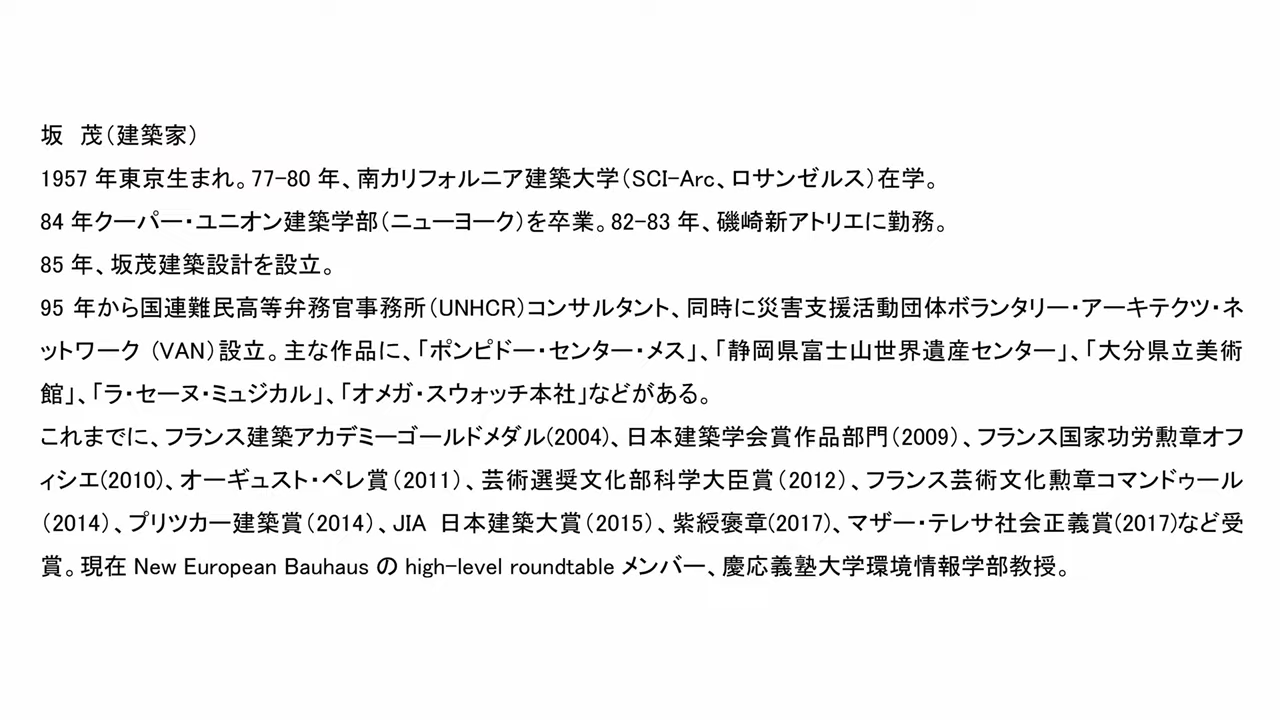 坂　茂（建築家）
1957 年東京生まれ。77-80 年、南カリフォルニア建築大学（SCI-Arc、ロサンゼルス）在学。
84 年クーパー・ユニオン建築学部（ニューヨーク）を卒業。82-83 年、磯崎新アトリエに勤務。
85 年、坂茂建築設計を設立。
95 年から国連難民高等弁務官事務所（UNHCR）コンサルタント、同時に災害支援活動団体ボランタリー・アーキテクツ・ネ
ットワーク （VAN）設立。主な作品に、「ポンピドー・センター・メス」、「静岡県富士山世界遺産センター」、「大分県立美術
館」、「ラ・セーヌ・ミュジカル」、「オメガ・スウォッチ本社」などがある。
これまでに、フランス建築アカデミーゴールドメダル(2004)、日本建築学会賞作品部門（2009）、フランス国家功労勲章オフ
ィシエ(2010)、オーギュスト・ペレ賞（2011）、芸術選奨文化部科学大臣賞（2012）、フランス芸術文化勲章コマンドゥール
（2014）、プリツカー建築賞（2014）、JIA 日本建築大賞（2015）、紫綬褒章(2017)、マザー・テレサ社会正義賞(2017)など受
賞。現在 New European Bauhaus の high-level roundtable メンバー、慶応義塾大学環境情報学部教授。